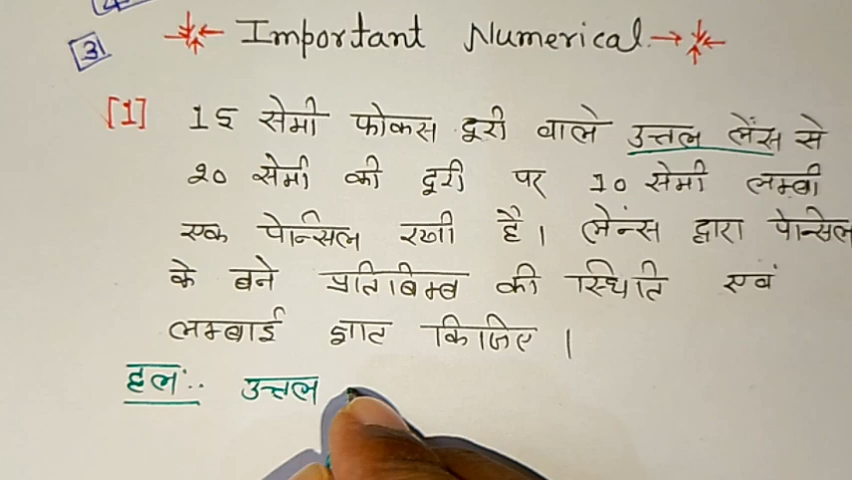 3
Important Numerical
[1] 15 सेमी फोकस दूरी वाले उत्तल लेंस से
20 सेमी की दूरी पर 10 सेमी लम्बी
एक पेन्सिल रखी है। लेन्स द्वारा पेन्सिल
के बने प्रतिबिम्ब की स्थिति एवं
लम्बाई ज्ञात किजिए।
हल:- उत्तल